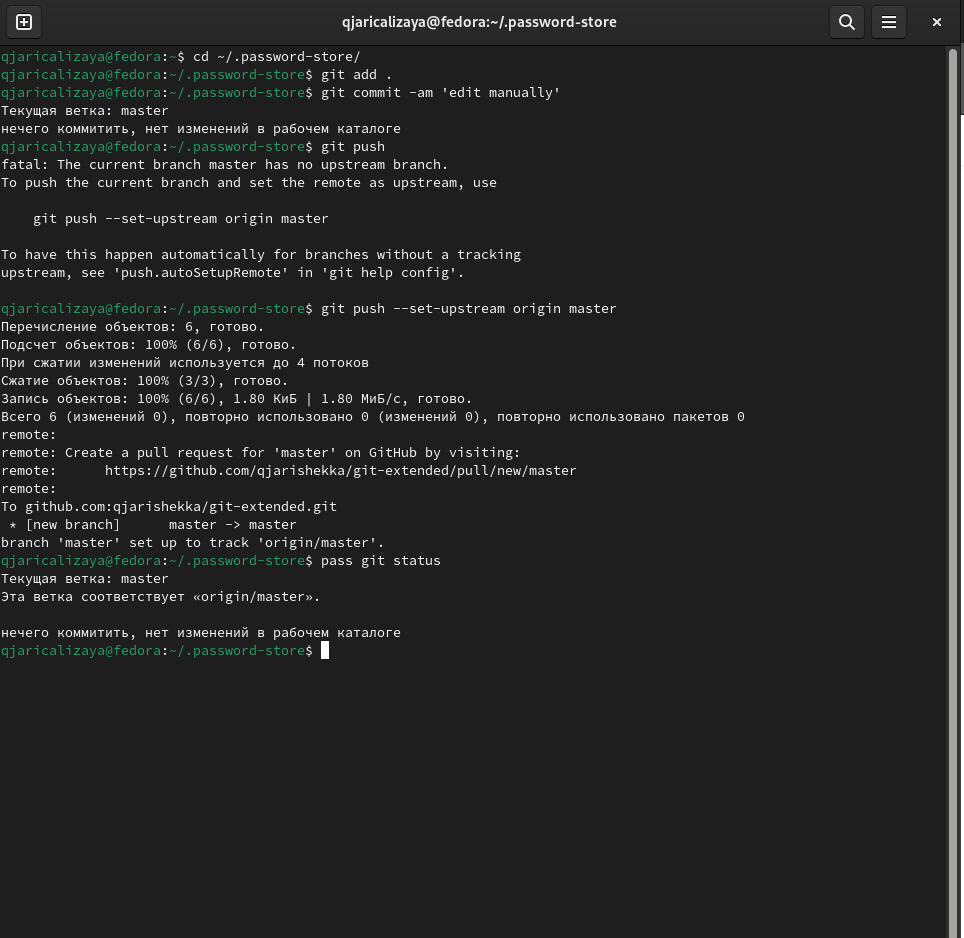 qjaricalizaya@fedora:~/.password-store
qjaricalizaya@fedora:~$ cd ~/.password-store/
qjaricalizaya@fedora:~/.password-store$ git add .
qjaricalizaya@fedora:~/.password-store$ git commit -am 'edit manually'
Текущая ветка: master
нечего коммитить, нет изменений в рабочем каталоге
qjaricalizaya@fedora:~/.password-store$ git push
fatal: The current branch master has no upstream branch.
To push the current branch and set the remote as upstream, use
git push --set-upstream origin master
To have this happen automatically for branches without a tracking
upstream, see 'push.autoSetupRemote' in 'git help config'.
qjaricalizaya@fedora:~/.password-store$ git push --set-upstream origin master
Перечисление объектов: 6, готово.
Подсчет объектов: 100% (6/6), готово.
При сжатии изменений используется до 4 потоков
Сжатие объектов: 100% (3/3), готово.
Запись объектов: 100% (6/6), 1.80 КиБ | 1.80 МиБ/с, готово.
Всего 6 (изменений 0), повторно использовано 0 (изменений 0), повторно использовано пакетов 0
remote:
remote: Create a pull request for 'master' on GitHub by visiting:
remote:      https://github.com/qjarishekka/git-extended/pull/new/master
remote:
To github.com:qjarishekka/git-extended.git
* [new branch]      master -> master
branch 'master' set up to track 'origin/master'.
qjaricalizaya@fedora:~/.password-store$ pass git status
Текущая ветка: master
Эта ветка соответствует «origin/master».
нечего коммитить, нет изменений в рабочем каталоге
qjaricalizaya@fedora:~/.password-store$